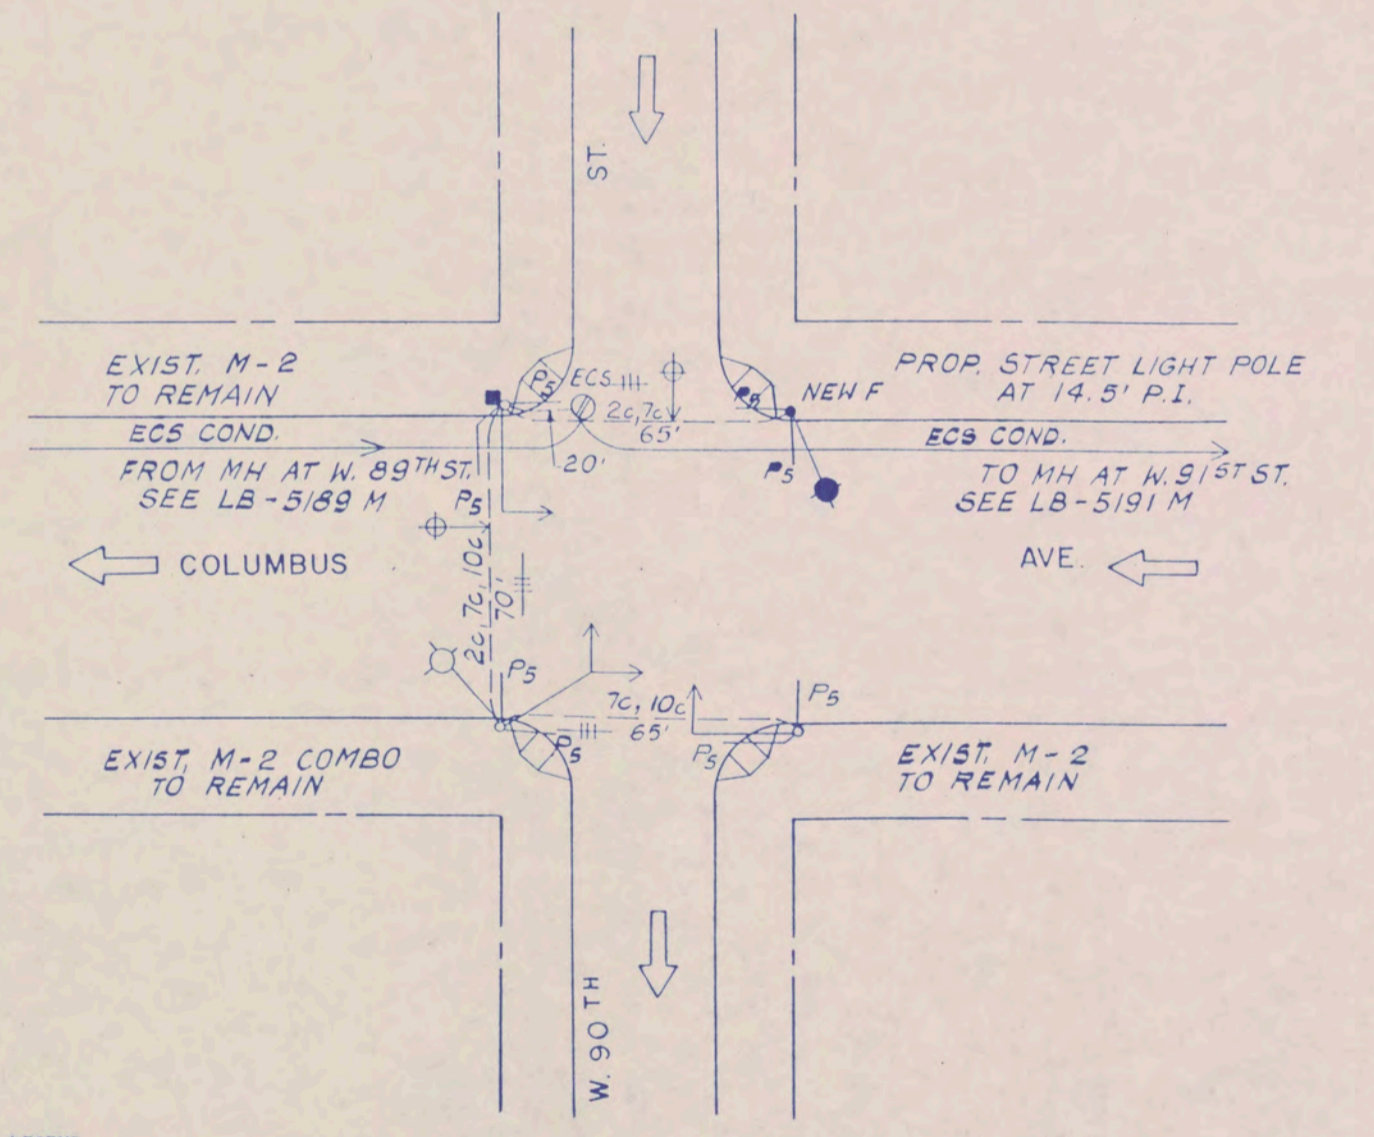 ST.
EXIST. M-2
TO REMAIN
P5
ECS
2c, 7c
65'
P5
NEW F
PROP. STREET LIGHT POLE
AT 14.5' P.I.
ECS COND.
ECS COND.
FROM MH AT W. 89TH ST.
SEE LB-5189 M
P5
20'
P5
TO MH AT W. 91ST ST.
SEE LB-5191 M
COLUMBUS
AVE.
2c, 7c, 10c
70'
P5
7c, 10c
65'
P5
P5
P5
EXIST. M-2 COMBO
TO REMAIN
EXIST. M-2
TO REMAIN
W. 90TH